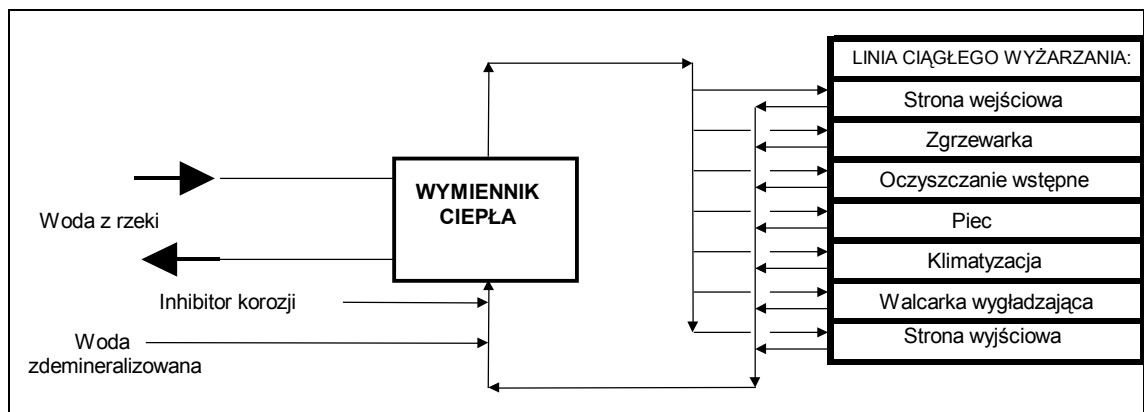 LINIA CIĄGŁEGO WYŻARZANIA:
Strona wejściowa
Zgrzewarka
Oczyszczanie wstępne
Piec
Klimatyzacja
Walcarka wygładzająca
Strona wyjściowa
WYMIENNIK
CIEPŁA
Woda z rzeki
Inhibitor korozji
Woda
zdemineralizowana